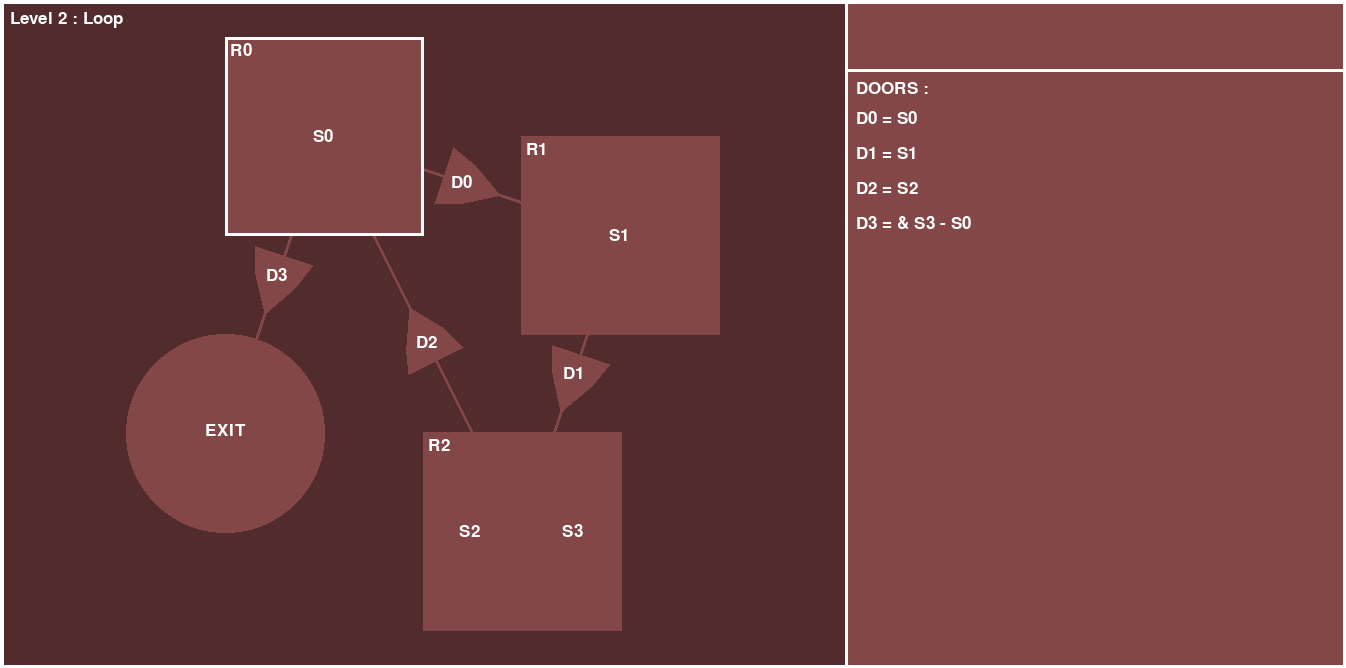 Level 2 : Loop
R0
S0
D0
R1
S1
D3
D2
D1
EXIT
R2
S2 S3
DOORS :
D0 = S0
D1 = S1
D2 = S2
D3 = & S3 - S0